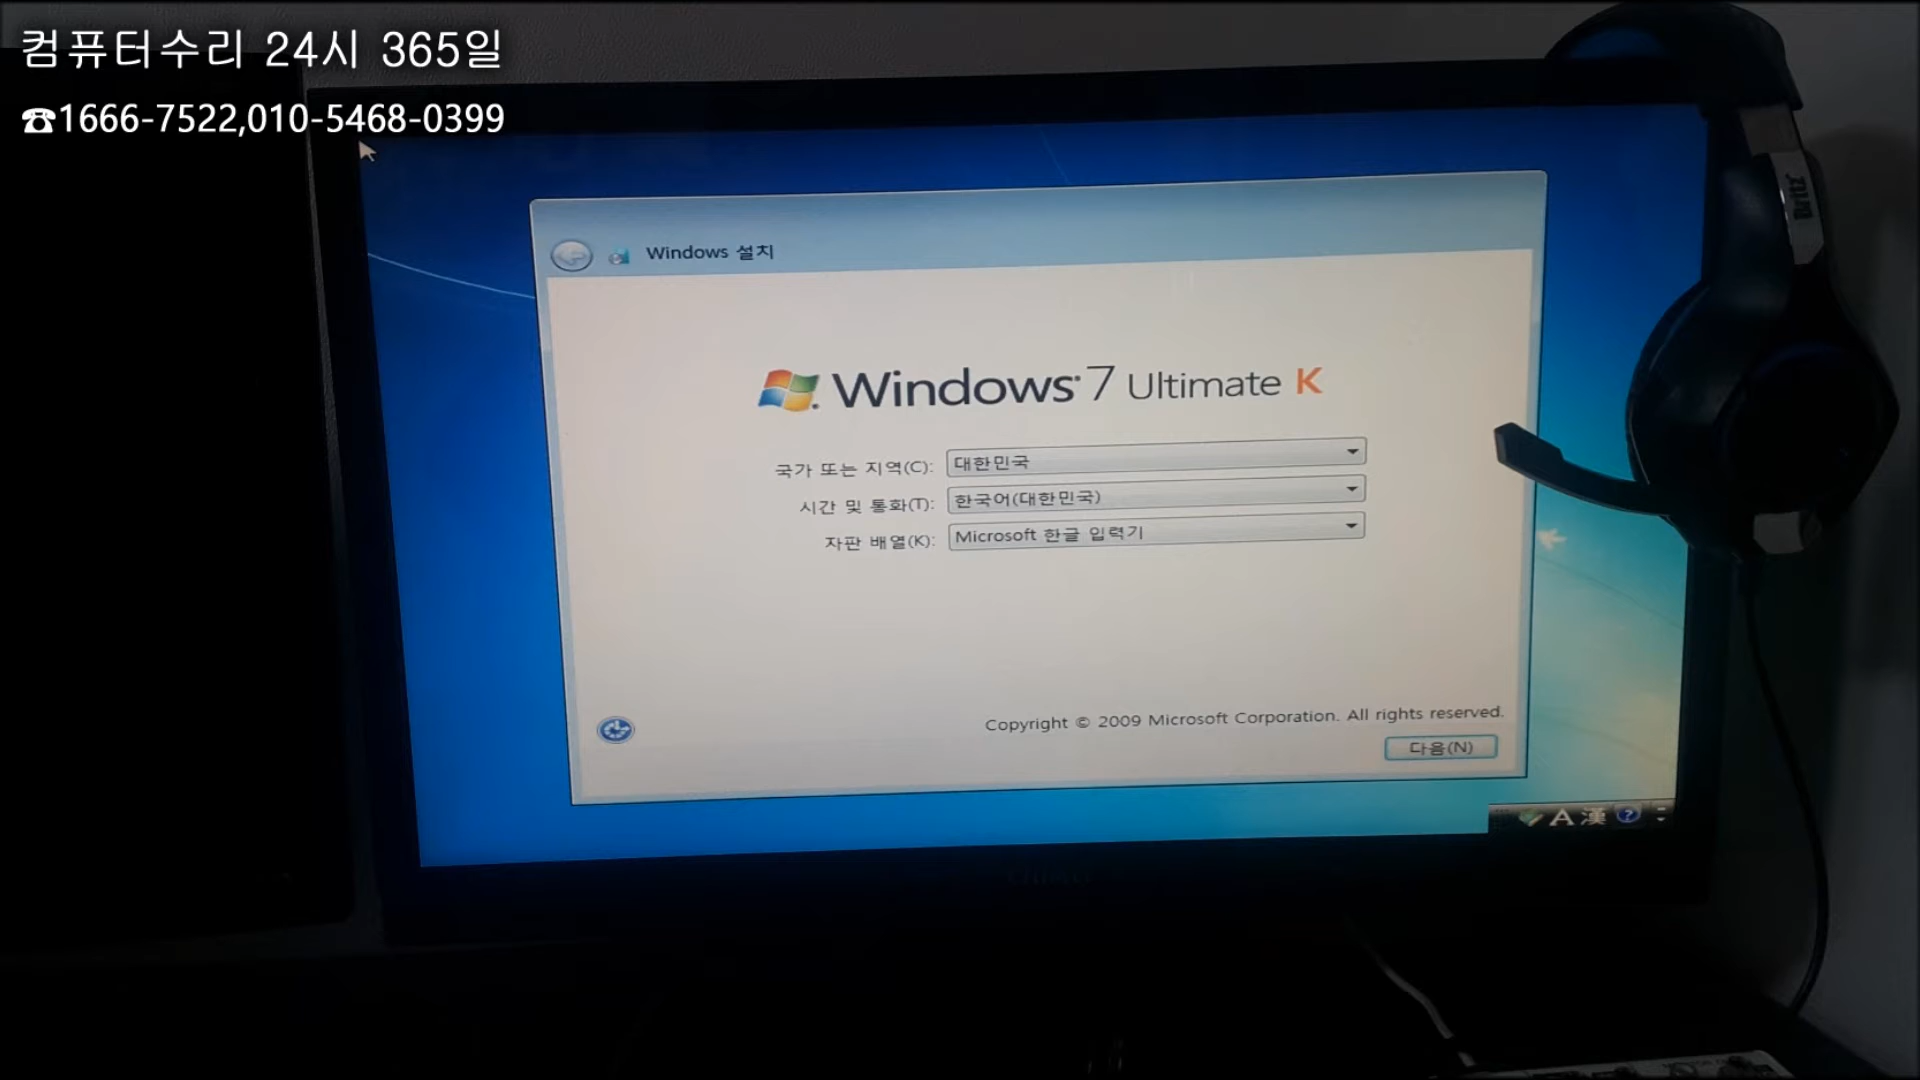 컴퓨터수리 24시 365일
☎1666-7522,010-5468-0399
Britz
Windows 설치
Windows 7 Ultimate K
국가 또는 지역(C): 대한민국
시간 및 통화(T): 한국어(대한민국)
자판 배열(K): Microsoft 한글 입력기
Copyright © 2009 Microsoft Corporation. All rights reserved.
다음(N)
A 漢 ?